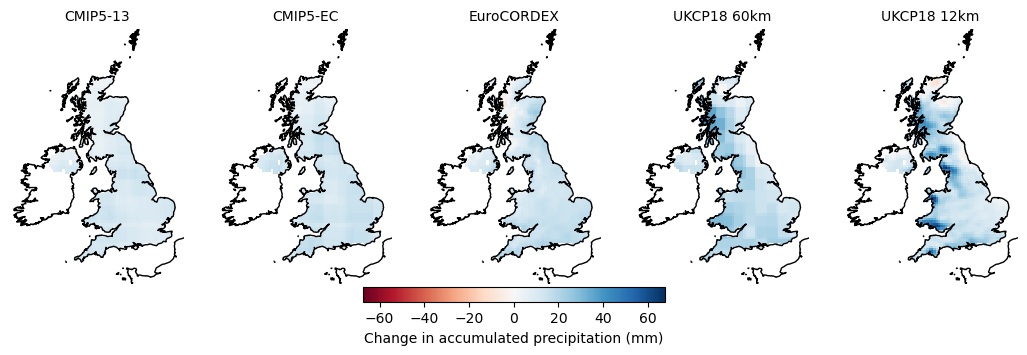 CMIP5-13 CMIP5-EC EuroCORDEX UKCP18 60km UKCP18 12km
−60 −40 −20 0 20 40 60
Change in accumulated precipitation (mm)